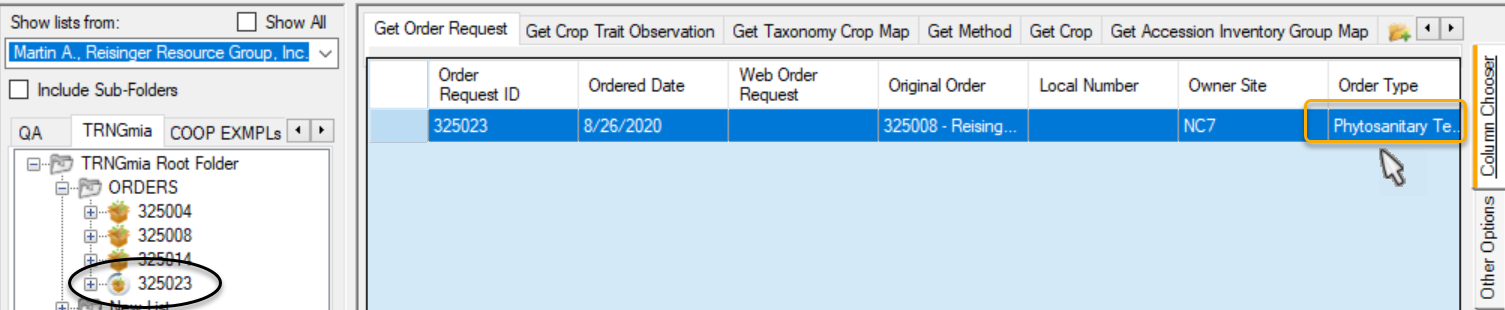 Show lists from:
Show All
Martin A., Reisinger Resource Group, Inc.
Include Sub-Folders
QA
TRNGmia
COOP EXMPLs
TRNGmia Root Folder
ORDERS
325004
325008
325014
325023
New List
Get Order Request
Get Crop Trait Observation
Get Taxonomy Crop Map
Get Method
Get Crop
Get Accession Inventory Group Map
Order
Request ID
Ordered Date
Web Order
Request
Original Order
Local Number
Owner Site
Order Type
325023
8/26/2020
325008 - Reising...
NC7
Phytosanitary Te...
Column Chooser
Other Options